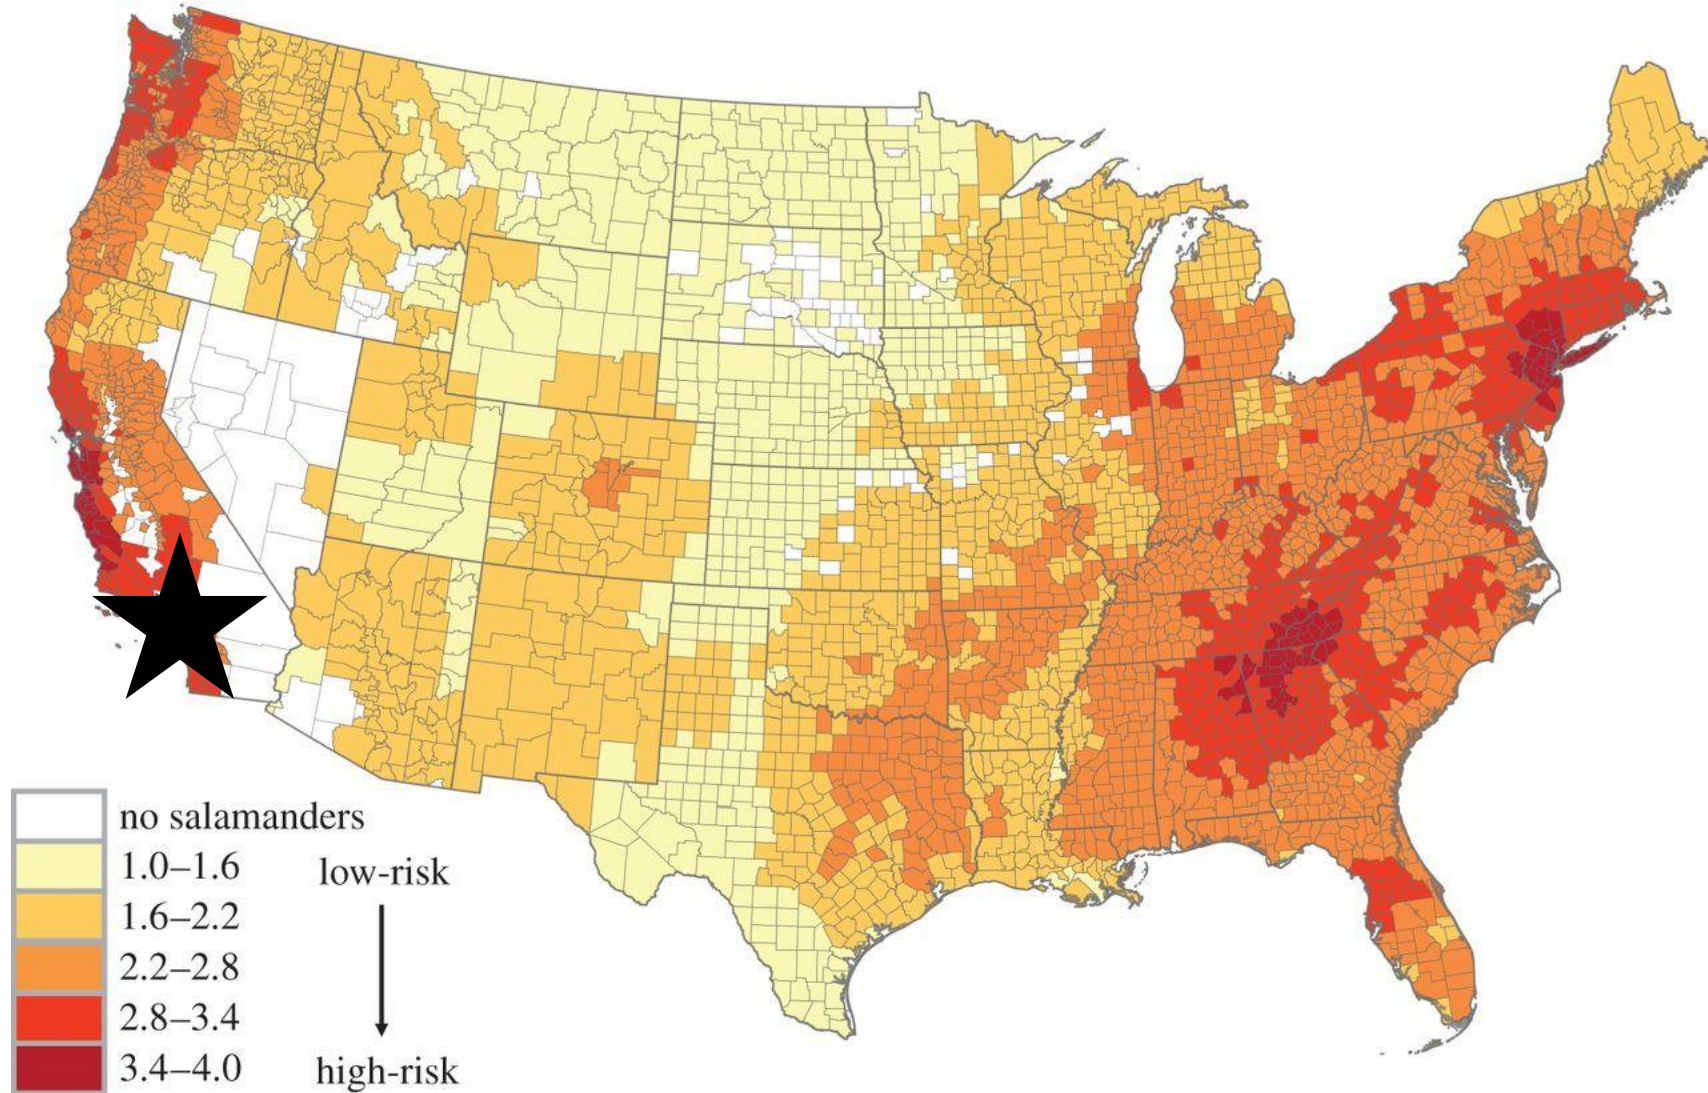 no salamanders
1.0–1.6 low-risk
1.6–2.2
2.2–2.8
2.8–3.4
3.4–4.0 high-risk